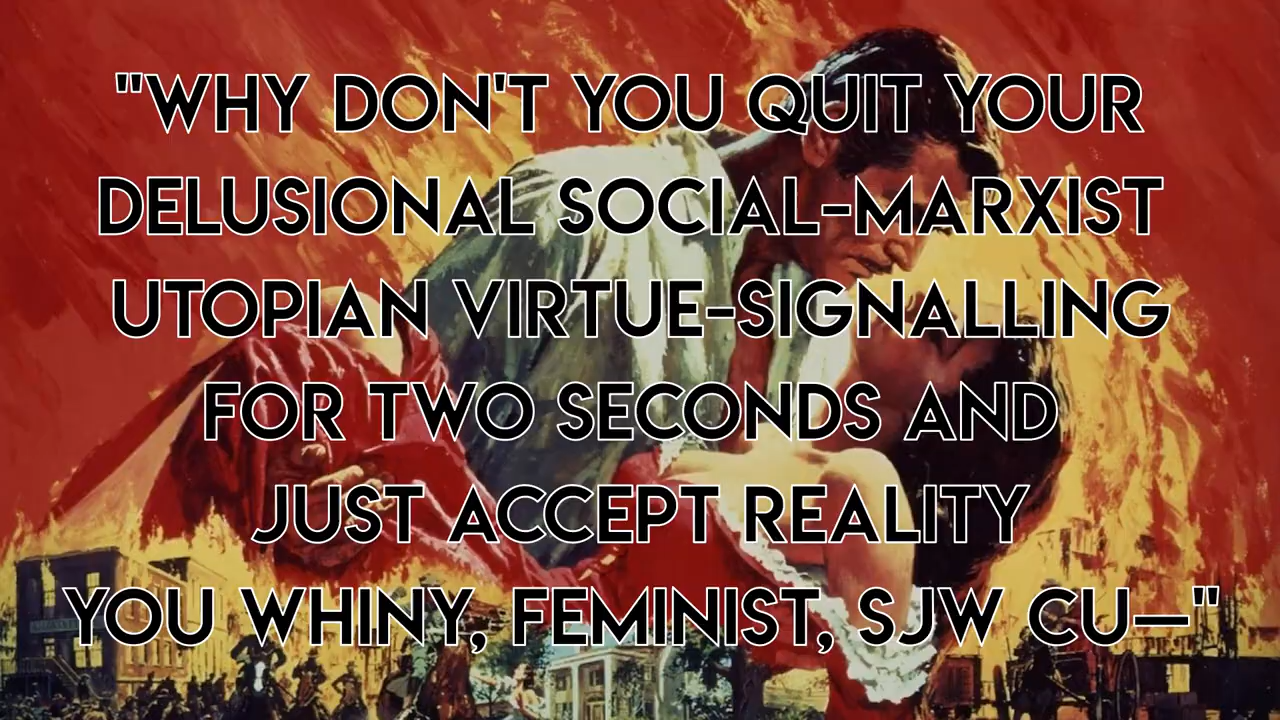 "WHY DON'T YOU QUIT YOUR
DELUSIONAL SOCIAL-MARXIST
UTOPIAN VIRTUE-SIGNALLING
FOR TWO SECONDS AND
JUST ACCEPT REALITY
YOU WHINY, FEMINIST, SJW CU—"